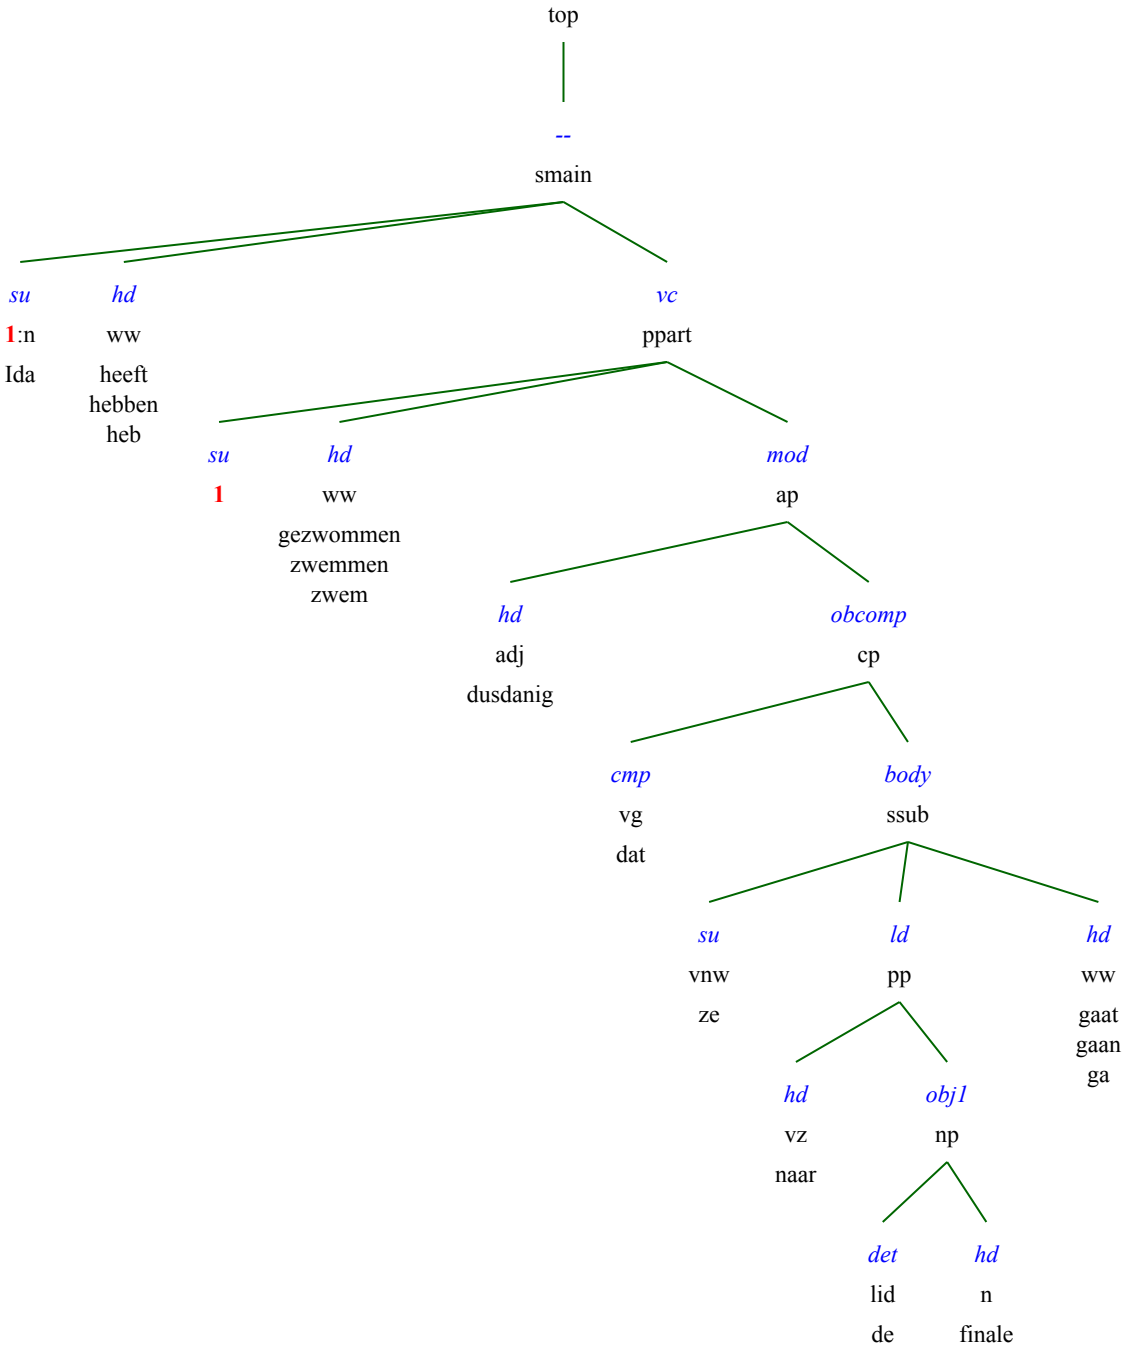 top
--
smain
su hd vc
1:n ww ppart
Ida heeft
hebben
heb
su hd mod
1 ww ap
gezwommen
zwemmen
zwem
hd obcomp
adj cp
dusdanig
cmp body
vg ssub
dat
su ld hd
vnw pp ww
ze gaat
gaan
ga
hd obj1
vz np
naar
det hd
lid n
de finale